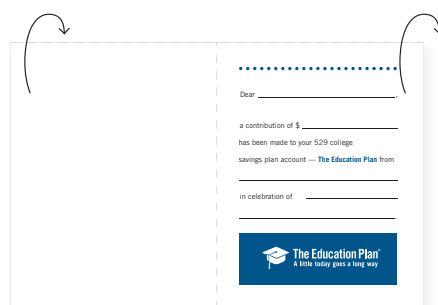 Dear ,
a contribution of $
has been made to your 529 college
savings plan account — The Education Plan from
in celebration of
.
The Education Plan®
A little today goes a long way